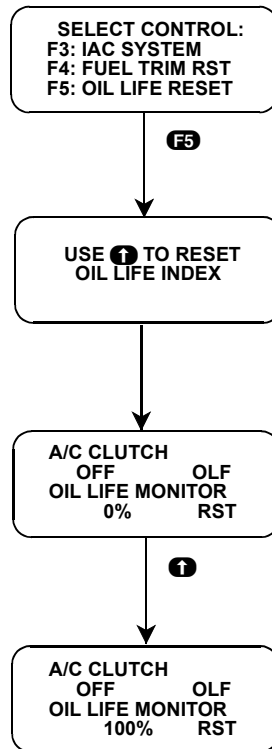 SELECT CONTROL:
F3: IAC SYSTEM
F4: FUEL TRIM RST
F5: OIL LIFE RESET
F5
USE ↑ TO RESET
OIL LIFE INDEX
A/C CLUTCH
OFF OLF
OIL LIFE MONITOR
0% RST
↑
A/C CLUTCH
OFF OLF
OIL LIFE MONITOR
100% RST